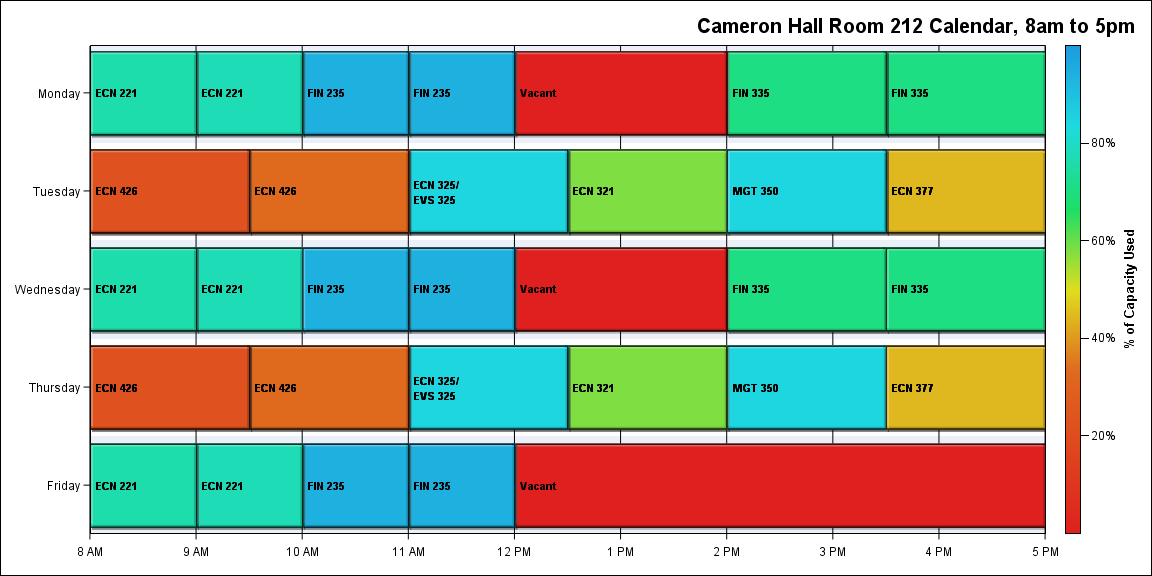 Cameron Hall Room 212 Calendar, 8am to 5pm
Monday
ECN 221
ECN 221
FIN 235
FIN 235
Vacant
FIN 335
FIN 335
Tuesday
ECN 426
ECN 426
ECN 325/
EVS 325
ECN 321
MGT 350
ECN 377
Wednesday
ECN 221
ECN 221
FIN 235
FIN 235
Vacant
FIN 335
FIN 335
Thursday
ECN 426
ECN 426
ECN 325/
EVS 325
ECN 321
MGT 350
ECN 377
Friday
ECN 221
ECN 221
FIN 235
FIN 235
Vacant
8 AM
9 AM
10 AM
11 AM
12 PM
1 PM
2 PM
3 PM
4 PM
5 PM
80%
60%
40%
20%
% of Capacity Used